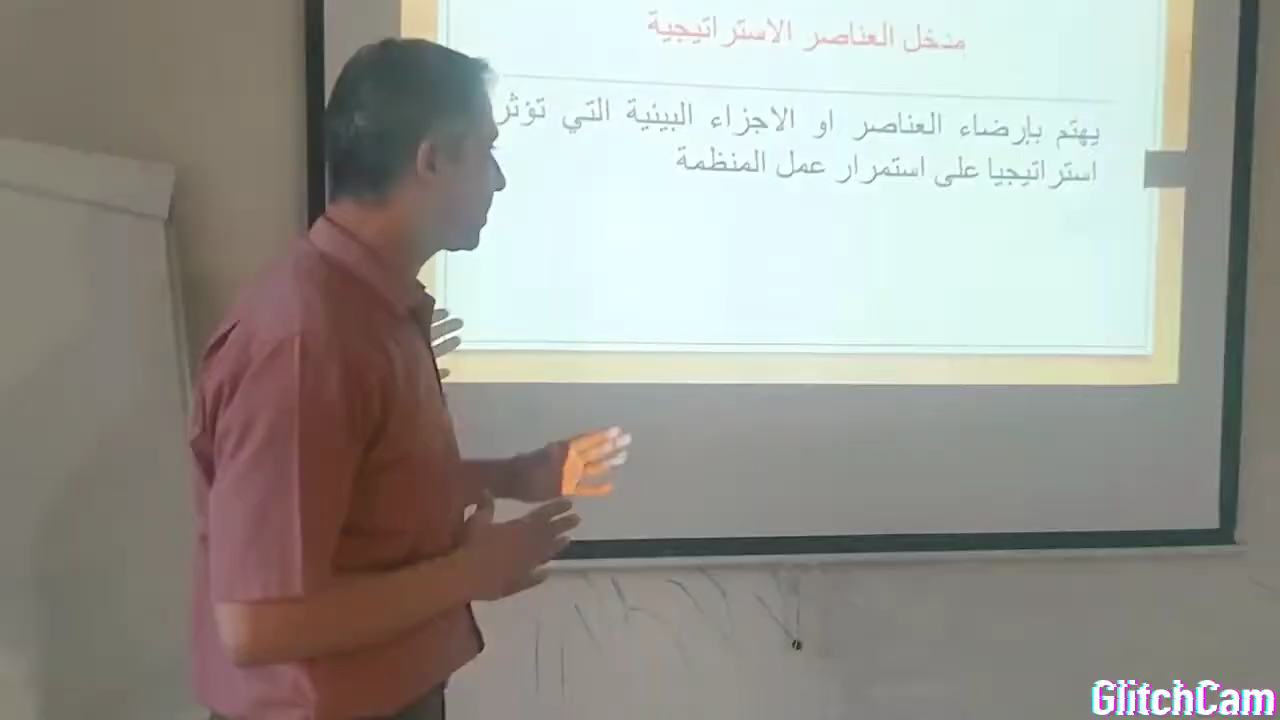 مدخل العناصر الاستراتيجية
يهتم بإرضاء العناصر او الاجزاء البيئية التي تؤثر
استراتيجيا على استمرار عمل المنظمة
GlitchCam